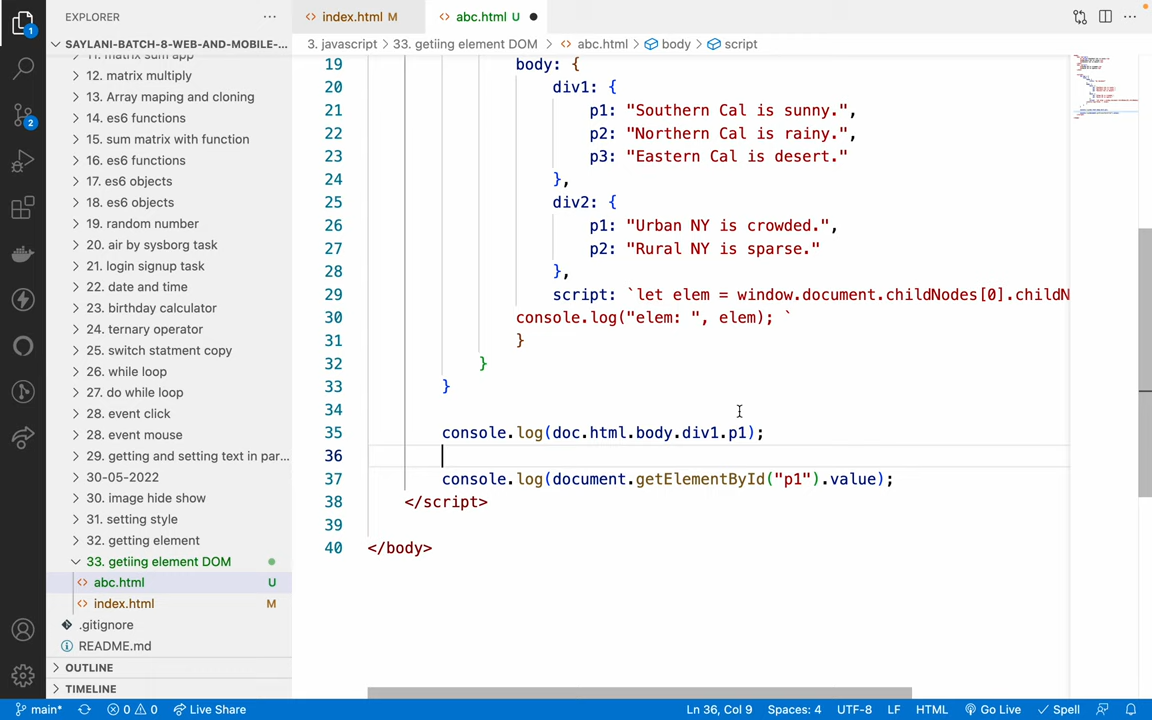 EXPLORER
SAYLANI-BATCH-8-WEB-AND-MOBILE-...
11. matrix sum app
12. matrix multiply
13. Array maping and cloning
14. es6 functions
15. sum matrix with function
16. es6 functions
17. es6 objects
18. es6 objects
19. random number
20. air by sysborg task
21. login signup task
22. date and time
23. birthday calculator
24. ternary operator
25. switch statment copy
26. while loop
27. do while loop
28. event click
28. event mouse
29. getting and setting text in par...
30-05-2022
30. image hide show
31. setting style
32. getting element
33. getiing element DOM
abc.html U
index.html M
.gitignore
README.md
OUTLINE
TIMELINE
1
2
index.html M
abc.html U
3. javascript > 33. getiing element DOM > abc.html > body > script
19 body: {
20 div1: {
21 p1: "Southern Cal is sunny.",
22 p2: "Northern Cal is rainy.",
23 p3: "Eastern Cal is desert."
24 },
25 div2: {
26 p1: "Urban NY is crowded.",
27 p2: "Rural NY is sparse."
28 },
29 script: `let elem = window.document.childNodes[0].childN
30 console.log("elem: ", elem); `
31 }
32 }
33 }
34
35 console.log(doc.html.body.div1.p1);
36
37 console.log(document.getElementById("p1").value);
38 </script>
39
40 </body>
main* 0 0 Live Share Ln 36, Col 9 Spaces: 4 UTF-8 LF HTML Go Live Spell